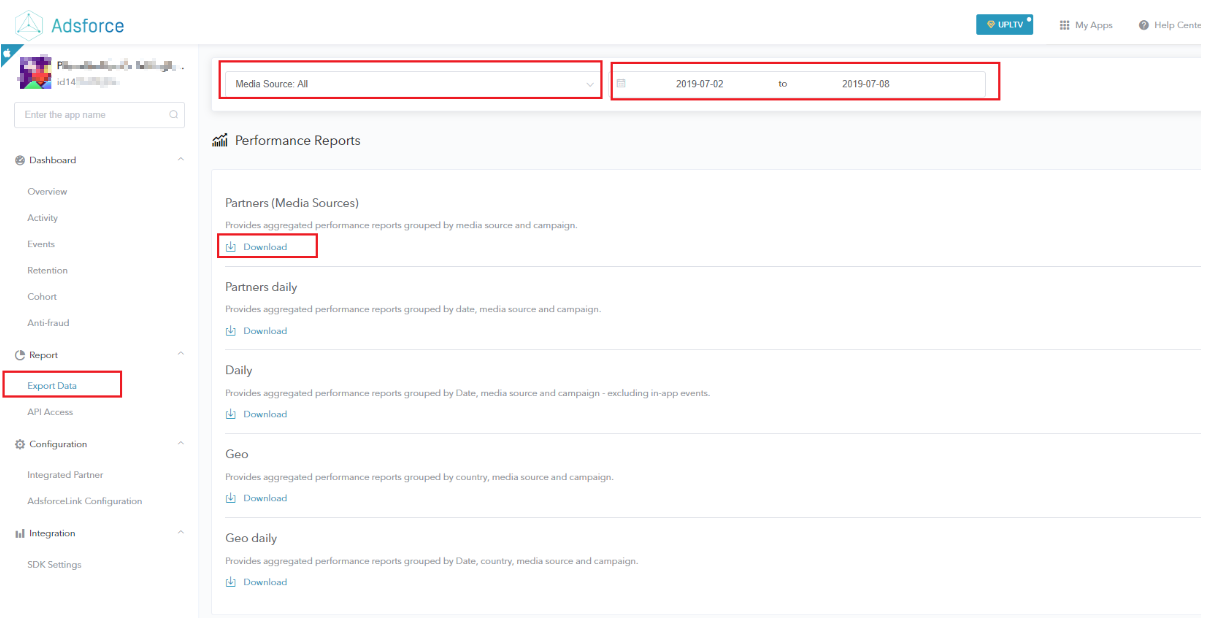 Adsforce
UPLTV
My Apps
Help Cente
id14
Enter the app name
Media Source: All
2019-07-02 to 2019-07-08
Dashboard
Overview
Activity
Events
Retention
Cohort
Anti-fraud
Report
Export Data
API Access
Configuration
Integrated Partner
AdsforceLink Configuration
Integration
SDK Settings
Performance Reports
Partners (Media Sources)
Provides aggregated performance reports grouped by media source and campaign.
Download
Partners daily
Provides aggregated performance reports grouped by date, media source and campaign.
Download
Daily
Provides aggregated performance reports grouped by Date, media source and campaign - excluding in-app events.
Download
Geo
Provides aggregated performance reports grouped by country, media source and campaign.
Download
Geo daily
Provides aggregated performance reports grouped by Date, country, media source and campaign.
Download